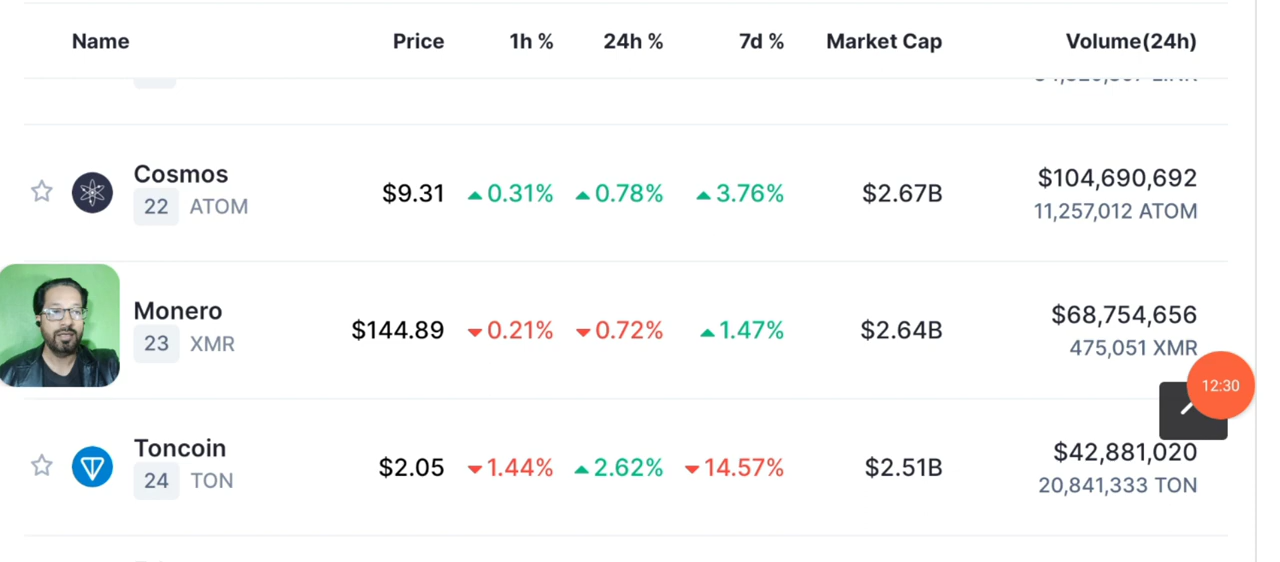 Name Price 1h % 24h % 7d % Market Cap Volume(24h)
Cosmos
22 ATOM
$9.31 0.31% 0.78% 3.76% $2.67B
$104,690,692
11,257,012 ATOM
Monero
23 XMR
$144.89 0.21% 0.72% 1.47% $2.64B
$68,754,656
475,051 XMR
12:30
Toncoin
24 TON
$2.05 1.44% 2.62% 14.57% $2.51B
$42,881,020
20,841,333 TON